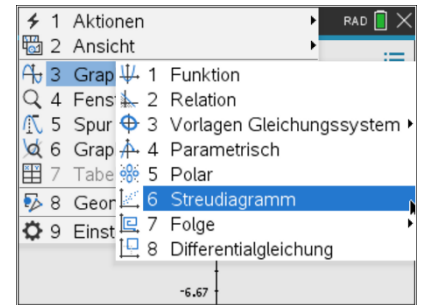 1 Aktionen
RAD
2 Ansicht
3 Grap
1 Funktion
4 Fens
2 Relation
5 Spur
3 Vorlagen Gleichungssystem
6 Grap
4 Parametrisch
7 Tabe
5 Polar
8 Geor
6 Streudiagramm
9 Einst
7 Folge
8 Differentialgleichung
-6.67